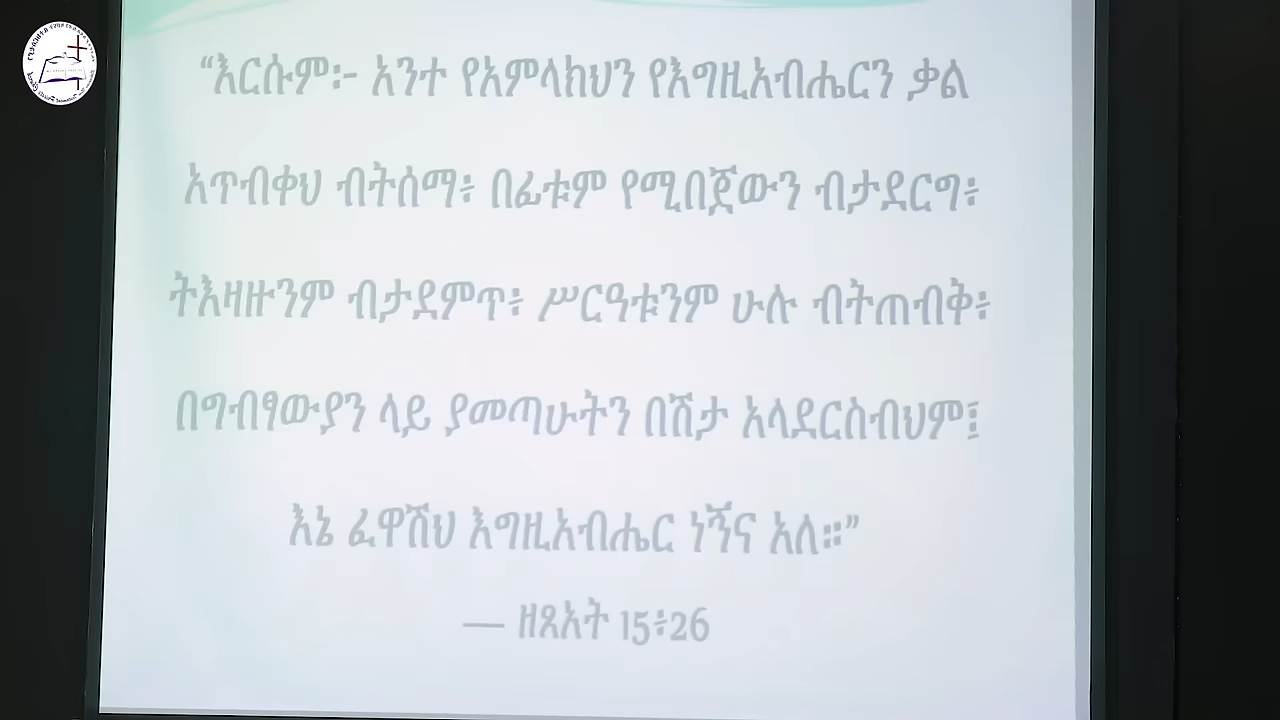 “እርሱም፦ አንተ የአምላክህን የእግዚአብሔርን ቃል
አጥብቀህ ብትሰማ፥ በፊቱም የሚበጀውን ብታደርግ፥
ትእዛዙንም ብታደምጥ፥ ሥርዓቱንም ሁሉ ብትጠብቅ፥
በግብፃውያን ላይ ያመጣሁትን በሽታ አላደርስብህም፤
እኔ ፈዋሽህ እግዚአብሔር ነኝና አለ።”
— ዘጸአት 15፥26